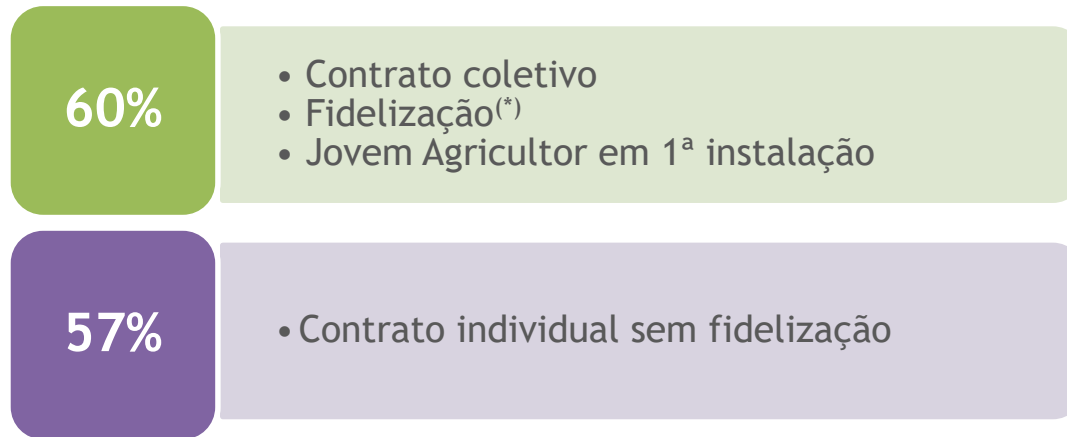 60%
• Contrato coletivo
• Fidelização(*)
• Jovem Agricultor em 1ª instalação
57%
• Contrato individual sem fidelização